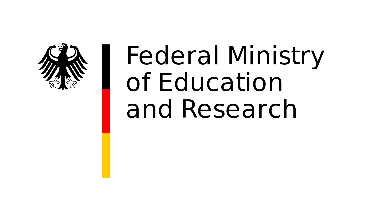 Federal Ministry
of Education
and Research